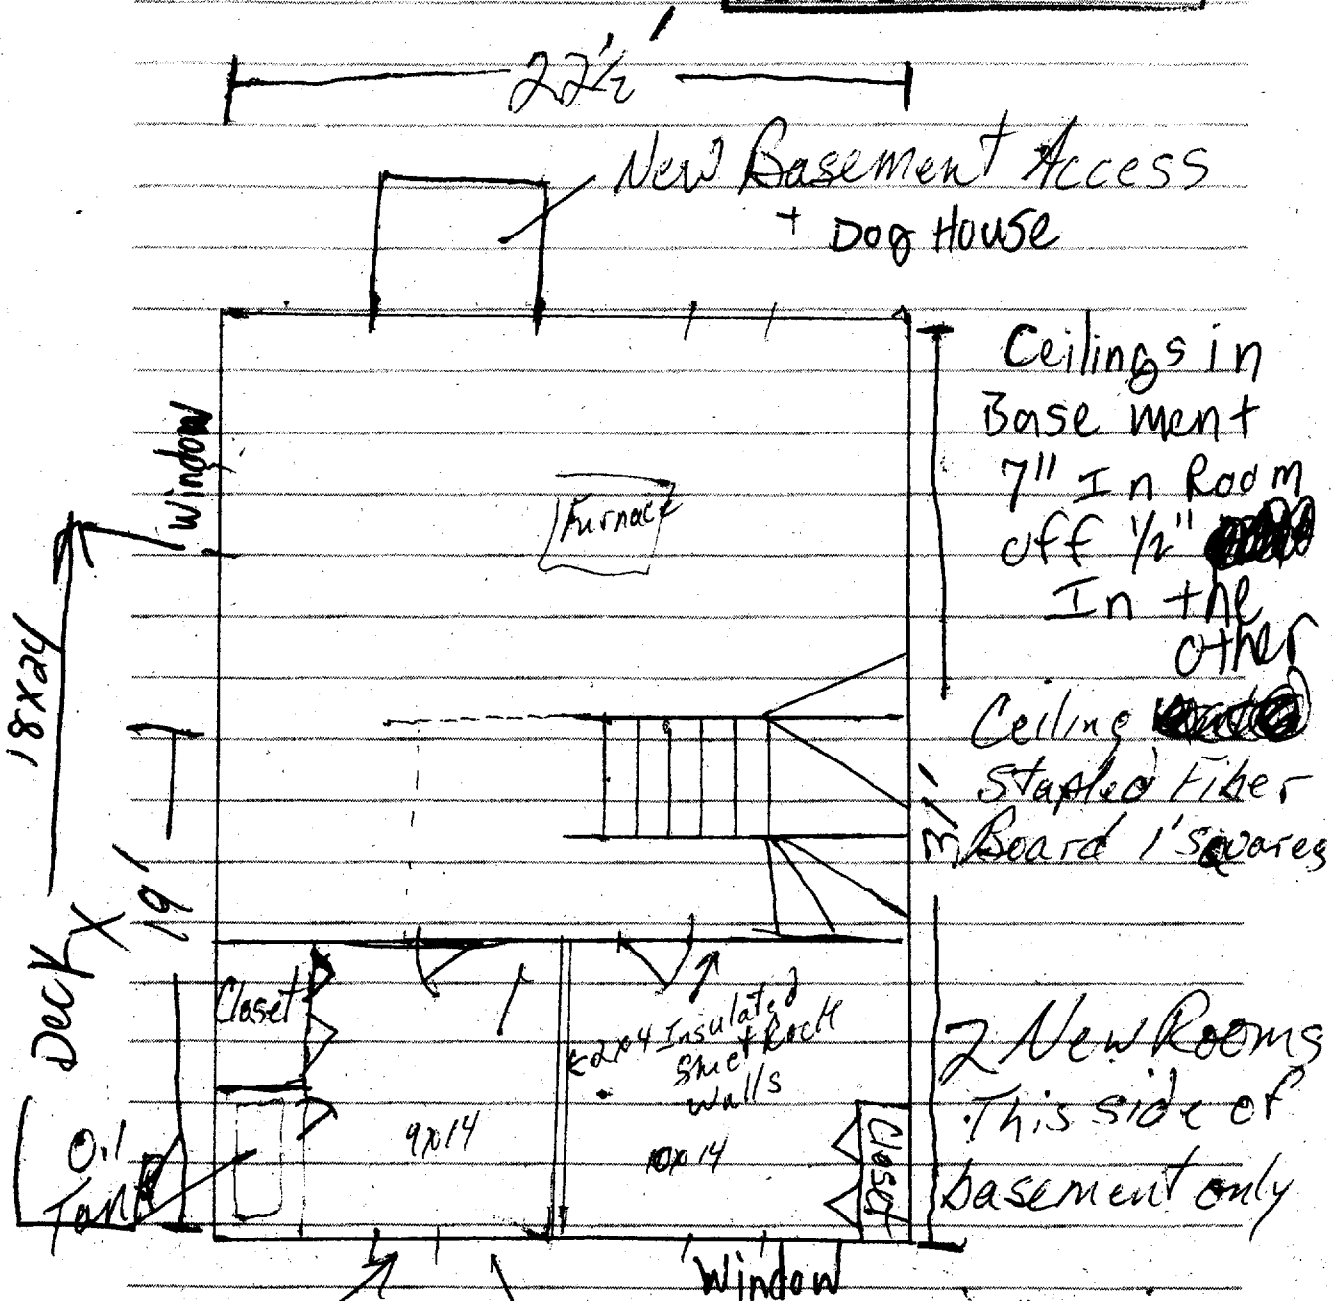 22½'
New Basement Access
+ Dog House
Ceilings in
Basement
7" In Room
off ½"
In the
other
Ceiling
Stapled Fiber
Board 1' Squares
31'
Window
Furnace
18x24
Deck
19'
Closet
2x4 Insulated
Sheet Rock
Walls
9x14
10x14
Closet
2 New Rooms
This side of
basement only
Oil
Tank
Window